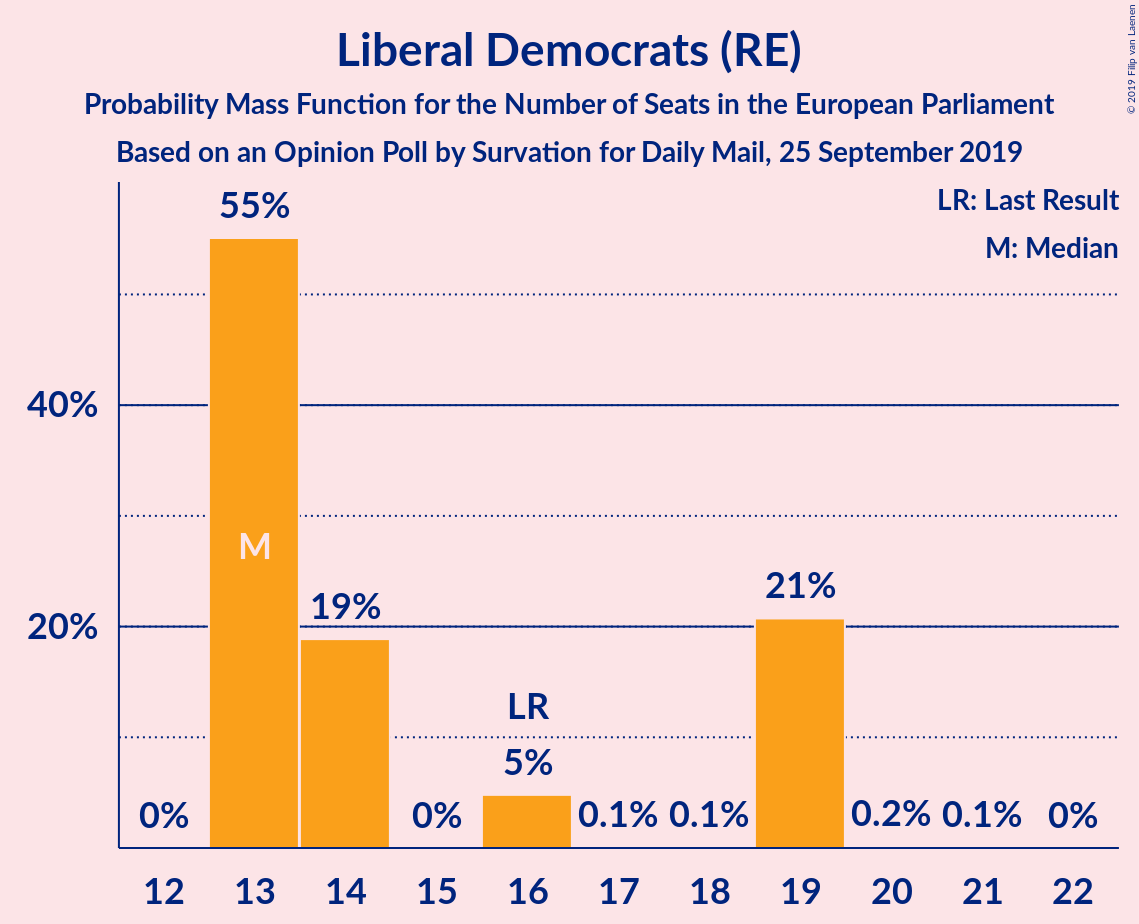 Liberal Democrats (RE)
Probability Mass Function for the Number of Seats in the European Parliament
Based on an Opinion Poll by Survation for Daily Mail, 25 September 2019
© 2019 Filip van Laenen
LR: Last Result
M: Median
55%
40%
M
21%
19%
20%
LR
5%
0% 0% 0.1% 0.1% 0.2% 0.1% 0%
12 13 14 15 16 17 18 19 20 21 22